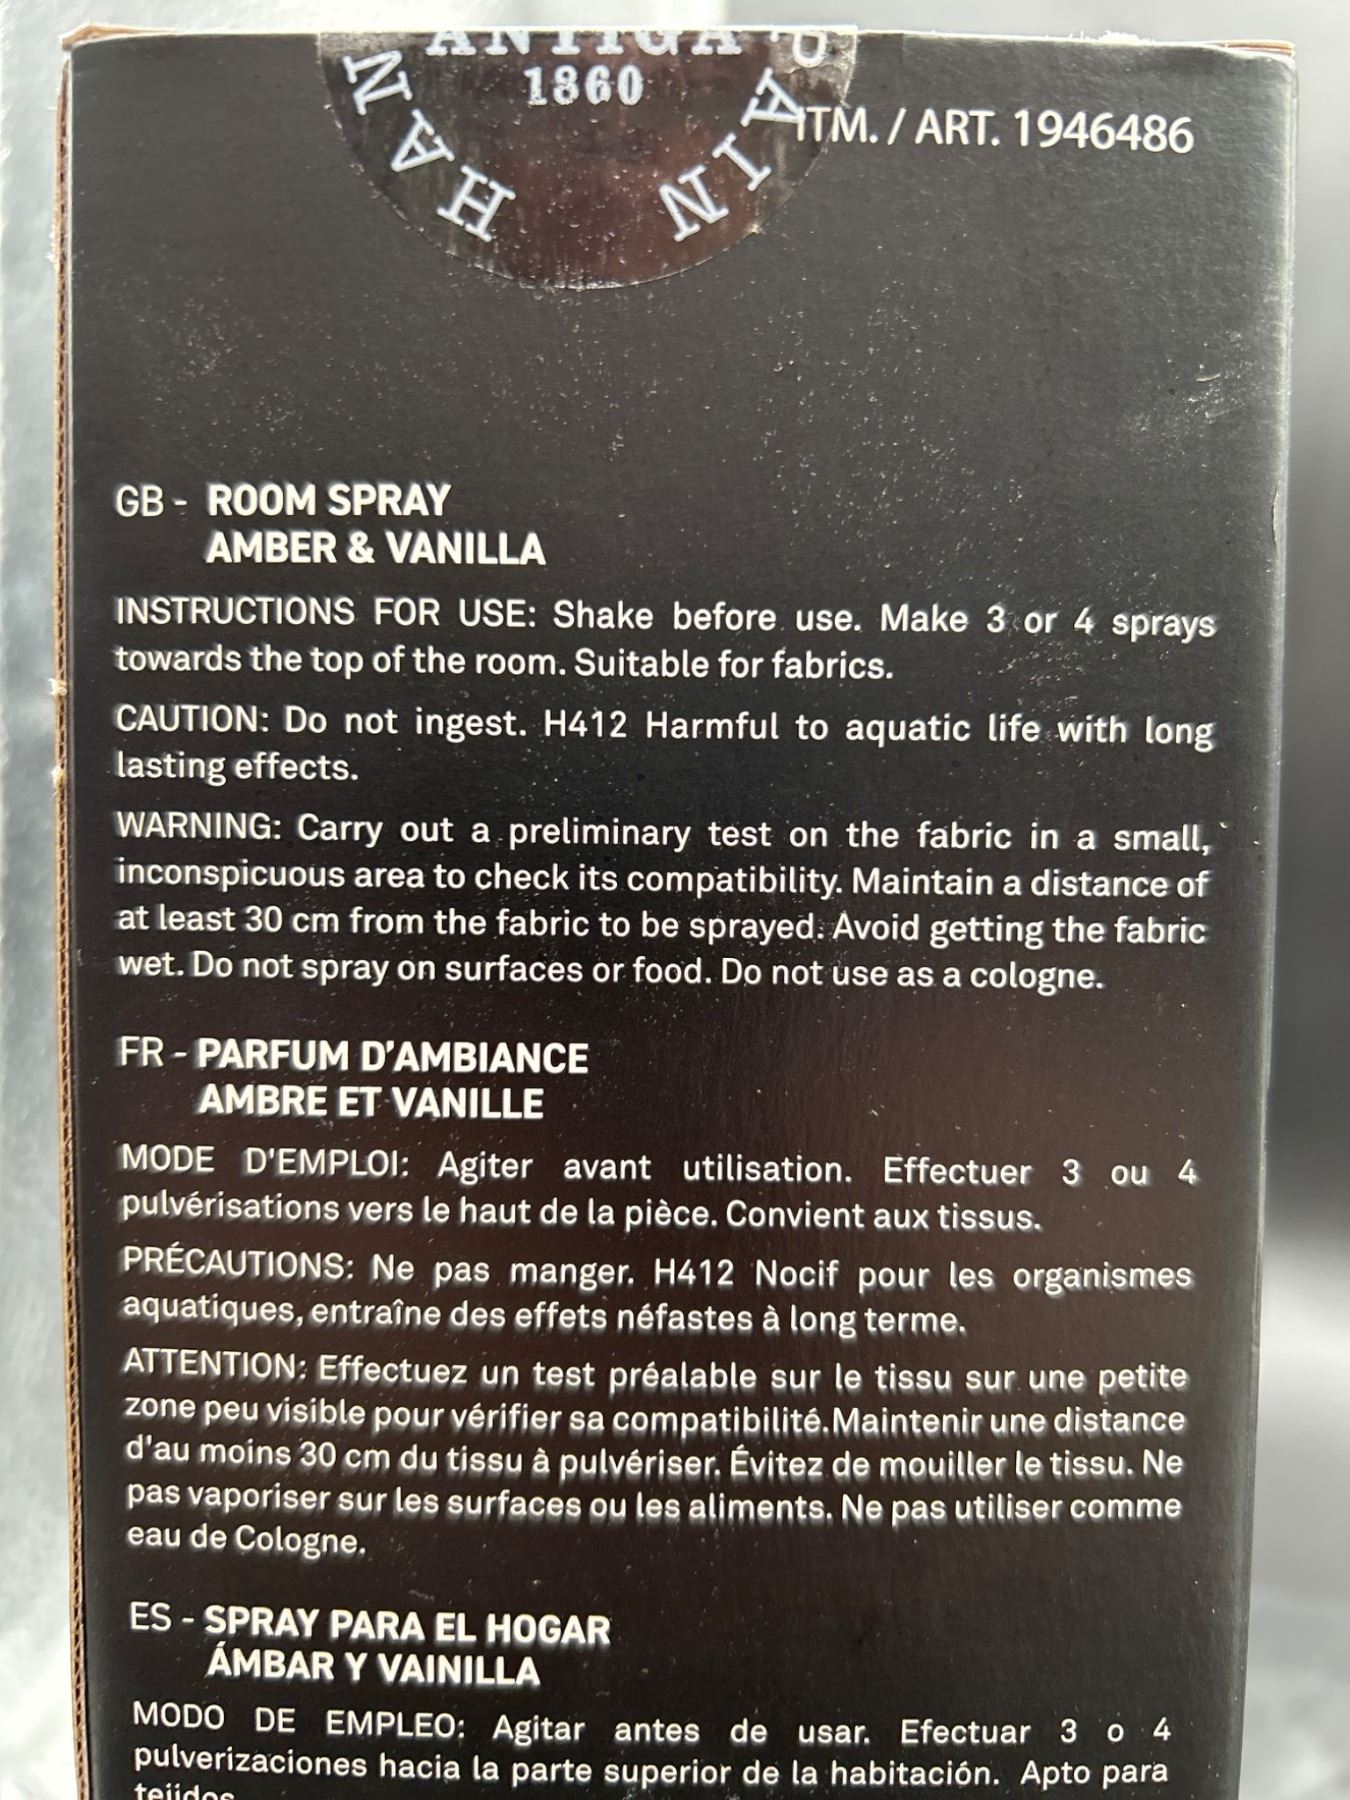 ANTIGA
1860
HAN
PAIN
ITM. / ART. 1946486
GB - ROOM SPRAY
AMBER & VANILLA
INSTRUCTIONS FOR USE: Shake before use. Make 3 or 4 sprays
towards the top of the room. Suitable for fabrics.
CAUTION: Do not ingest. H412 Harmful to aquatic life with long
lasting effects.
WARNING: Carry out a preliminary test on the fabric in a small,
inconspicuous area to check its compatibility. Maintain a distance of
at least 30 cm from the fabric to be sprayed. Avoid getting the fabric
wet. Do not spray on surfaces or food. Do not use as a cologne.
FR - PARFUM D'AMBIANCE
AMBRE ET VANILLE
MODE D'EMPLOI: Agiter avant utilisation. Effectuer 3 ou 4
pulvérisations vers le haut de la pièce. Convient aux tissus.
PRÉCAUTIONS: Ne pas manger. H412 Nocif pour les organismes
aquatiques, entraîne des effets néfastes à long terme.
ATTENTION: Effectuez un test préalable sur le tissu sur une petite
zone peu visible pour vérifier sa compatibilité.Maintenir une distance
d'au moins 30 cm du tissu à pulvériser. Évitez de mouiller le tissu. Ne
pas vaporiser sur les surfaces ou les aliments. Ne pas utiliser comme
eau de Cologne.
ES - SPRAY PARA EL HOGAR
ÁMBAR Y VAINILLA
MODO DE EMPLEO: Agitar antes de usar. Efectuar 3 o 4
pulverizaciones hacia la parte superior de la habitación. Apto para
tejidos.